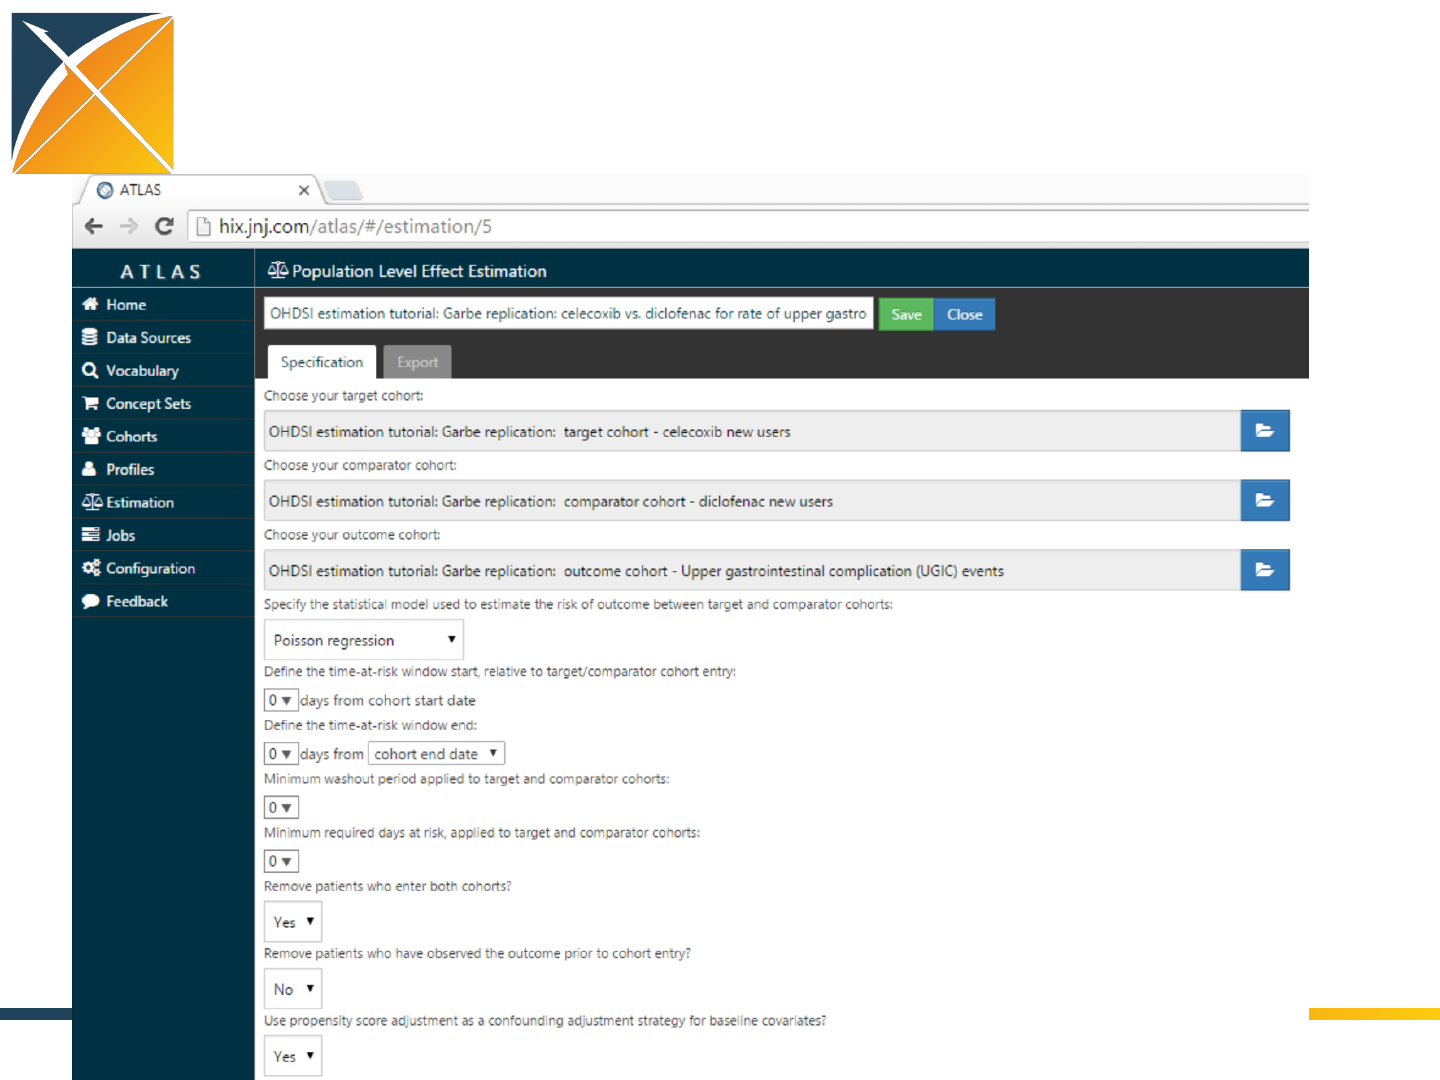 ATLAS
hix.jnj.com/atlas/#/estimation/5
ATLAS
Population Level Effect Estimation
Home
Data Sources
Vocabulary
Concept Sets
Cohorts
Profiles
Estimation
Jobs
Configuration
Feedback
OHDSI estimation tutorial: Garbe replication: celecoxib vs. diclofenac for rate of upper gastro
Save Close
Specification Export
Choose your target cohort:
OHDSI estimation tutorial: Garbe replication: target cohort - celecoxib new users
Choose your comparator cohort:
OHDSI estimation tutorial: Garbe replication: comparator cohort - diclofenac new users
Choose your outcome cohort:
OHDSI estimation tutorial: Garbe replication: outcome cohort - Upper gastrointestinal complication (UGIC) events
Specify the statistical model used to estimate the risk of outcome between target and comparator cohorts:
Poisson regression
Define the time-at-risk window start, relative to target/comparator cohort entry:
0 days from cohort start date
Define the time-at-risk window end:
0 days from cohort end date
Minimum washout period applied to target and comparator cohorts:
0
Minimum required days at risk, applied to target and comparator cohorts:
0
Remove patients who enter both cohorts?
Yes
Remove patients who have observed the outcome prior to cohort entry?
No
Use propensity score adjustment as a confounding adjustment strategy for baseline covariates?
Yes